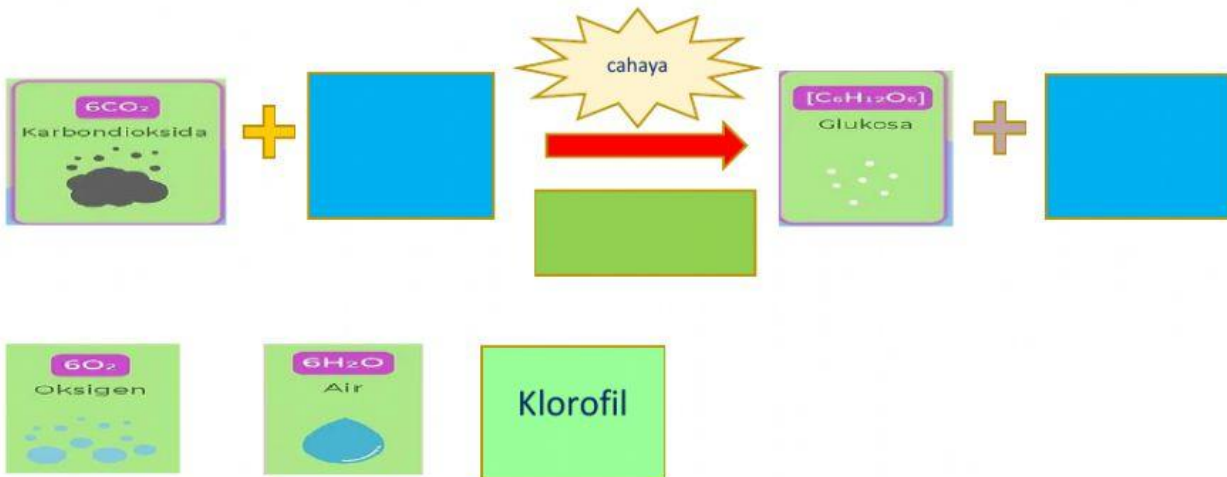 cahaya
6CO₂
Karbondioksida
[C₆H₁₂O₆]
Glukosa
6O₂
Oksigen
6H₂O
Air
Klorofil